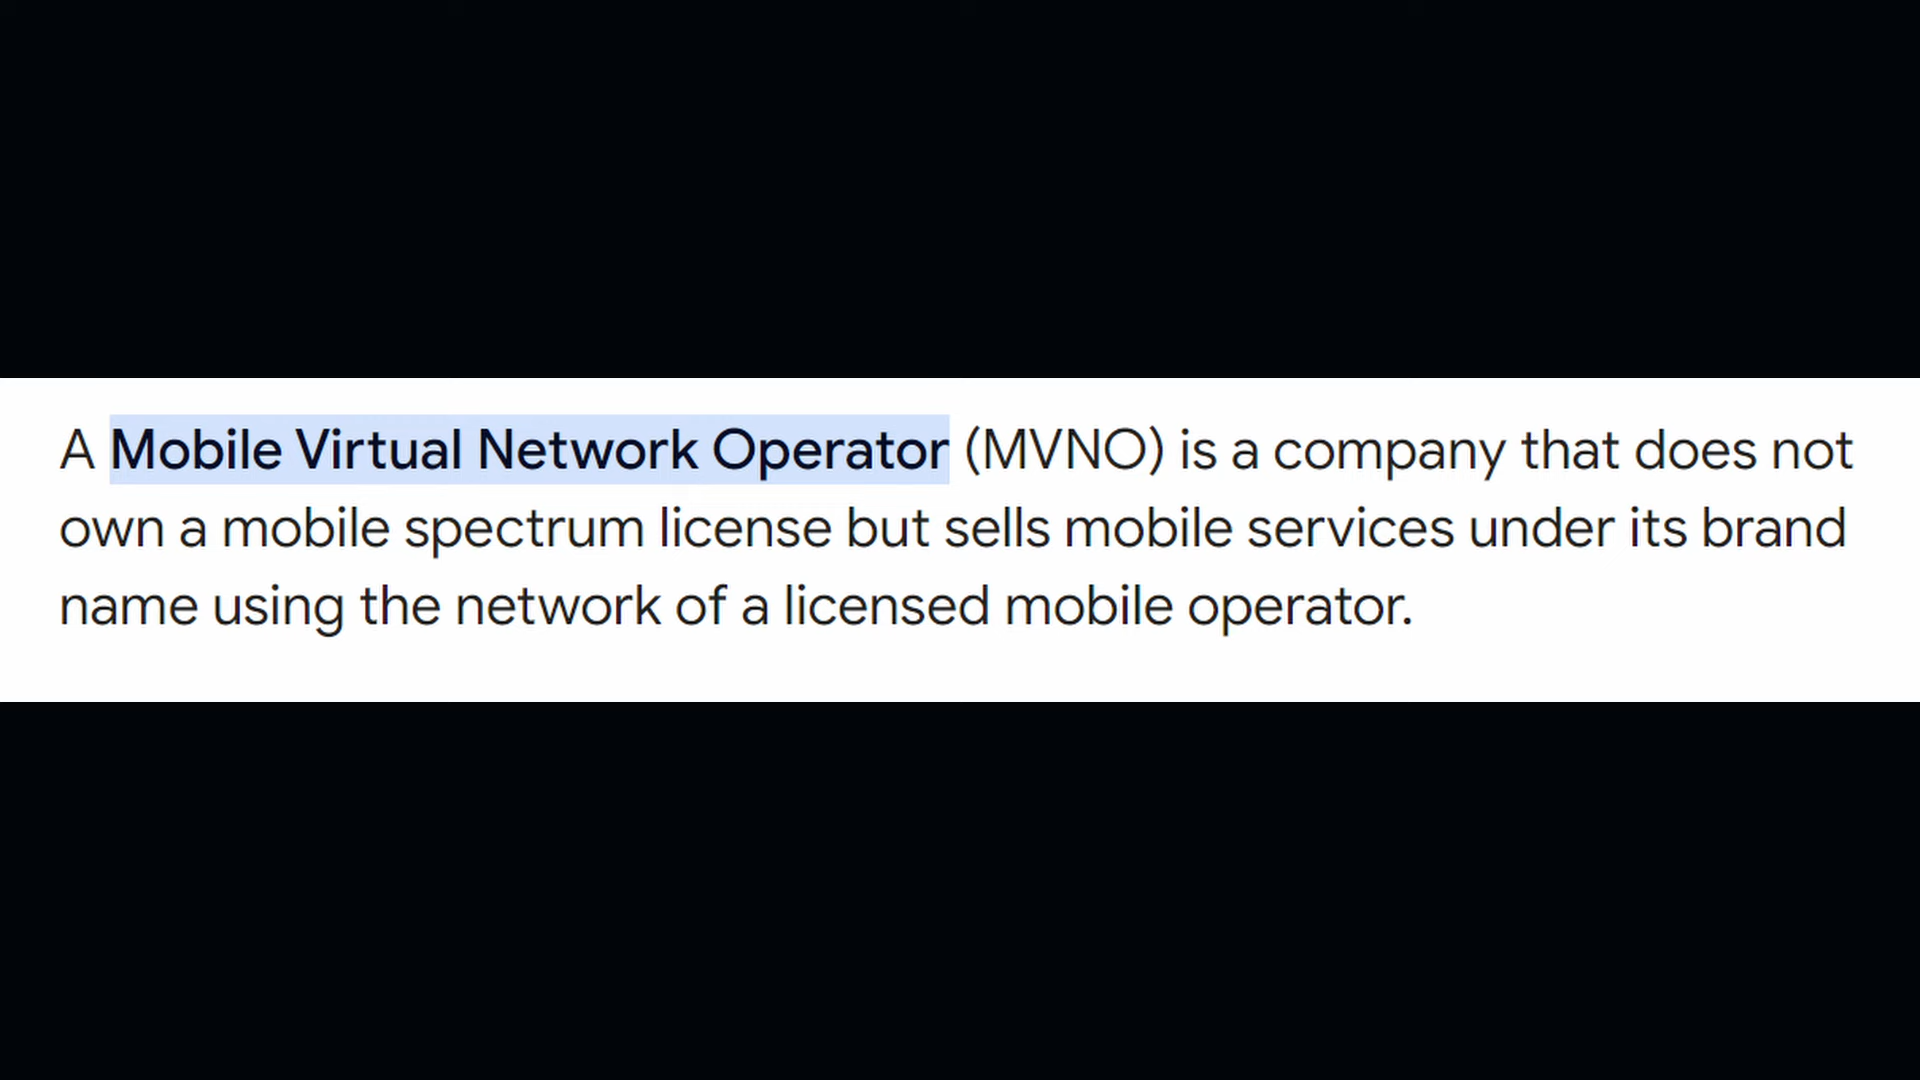 A Mobile Virtual Network Operator (MVNO) is a company that does not
own a mobile spectrum license but sells mobile services under its brand
name using the network of a licensed mobile operator.